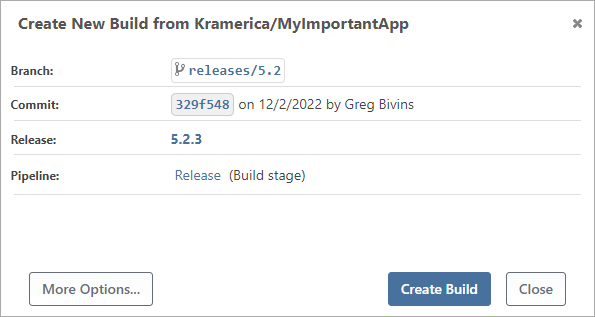 Create New Build from Kramerica/MyImportantApp ✖
Branch: releases/5.2
Commit: 329f548 on 12/2/2022 by Greg Bivins
Release: 5.2.3
Pipeline: Release (Build stage)
More Options... Create Build Close